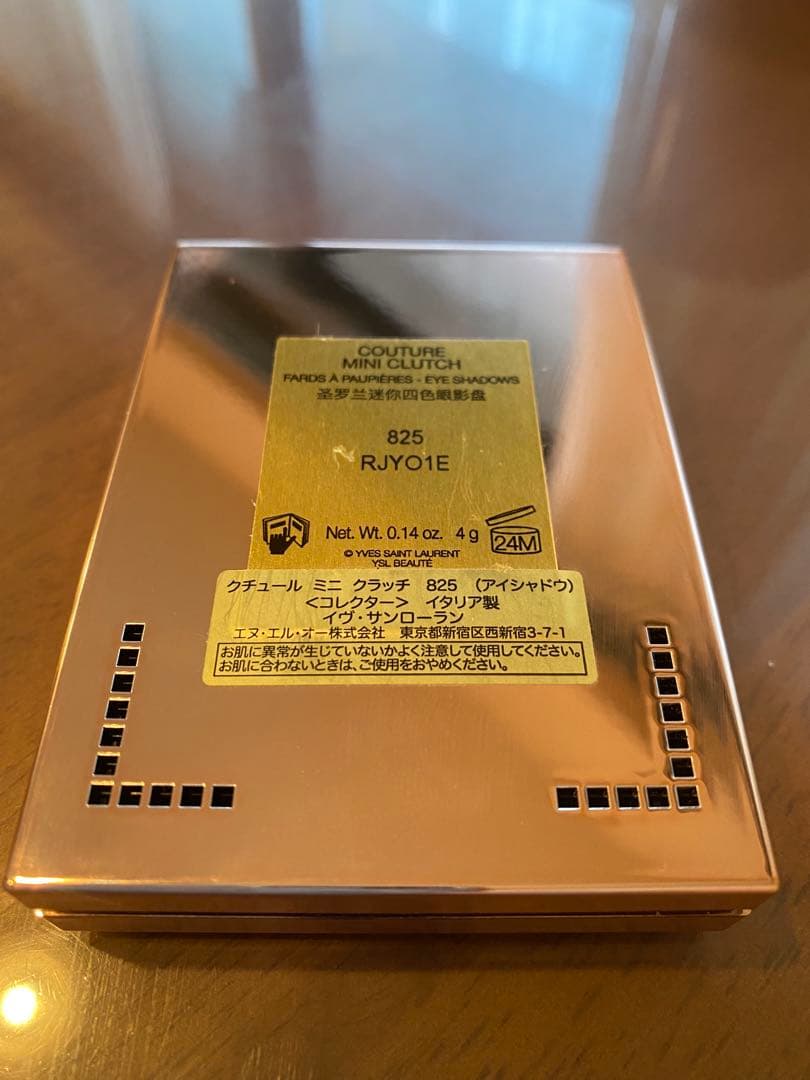 COUTURE
MINI CLUTCH
FARDS À PAUPIÈRES - EYE SHADOWS
圣罗兰迷你四色眼影盘
825
RJYO1E
Net. Wt. 0.14 oz. 4 g
24M
© YVES SAINT LAURENT
YSL BEAUTÉ
クチュール ミニ クラッチ 825 (アイシャドウ)
<コレクター> イタリア製
イヴ・サンローラン
エヌ・エル・オー株式会社 東京都新宿区西新宿3-7-1
お肌に異常が生じていないかよく注意して使用してください。
お肌に合わないときは、ご使用をおやめください。